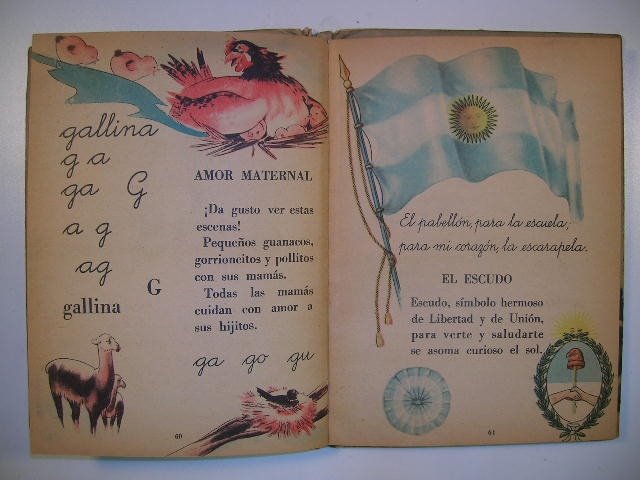 gallina
g a
ga G
a g
ag
G
gallina
AMOR MATERNAL
¡Da gusto ver estas
escenas!
Pequeños guanacos,
gorrioncitos y pollitos
con sus mamás.
Todas las mamás
cuidan con amor a
sus hijitos.
ga go gu
60
El pabellón, para la escuela;
para mi corazón, la escarapela.
EL ESCUDO
Escudo, símbolo hermoso
de Libertad y de Unión,
para verte y saludarte
se asoma curioso el sol.
61